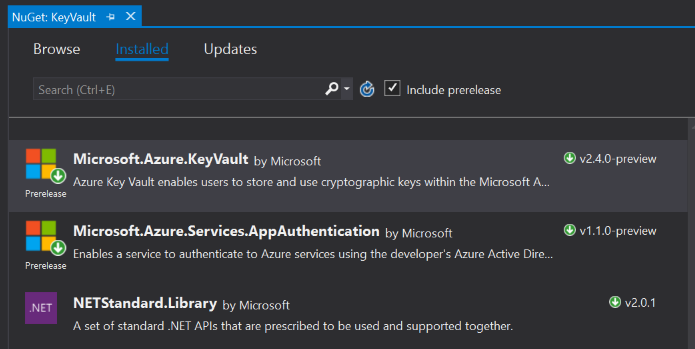 NuGet: KeyVault
Browse Installed Updates
Search (Ctrl+E) Include prerelease
Microsoft.Azure.KeyVault by Microsoft v2.4.0-preview
Azure Key Vault enables users to store and use cryptographic keys within the Microsoft A...
Prerelease
Microsoft.Azure.Services.AppAuthentication by Microsoft v1.1.0-preview
Enables a service to authenticate to Azure services using the developer's Azure Active Dire...
Prerelease
.NET NETStandard.Library by Microsoft v2.0.1
A set of standard .NET APIs that are prescribed to be used and supported together.